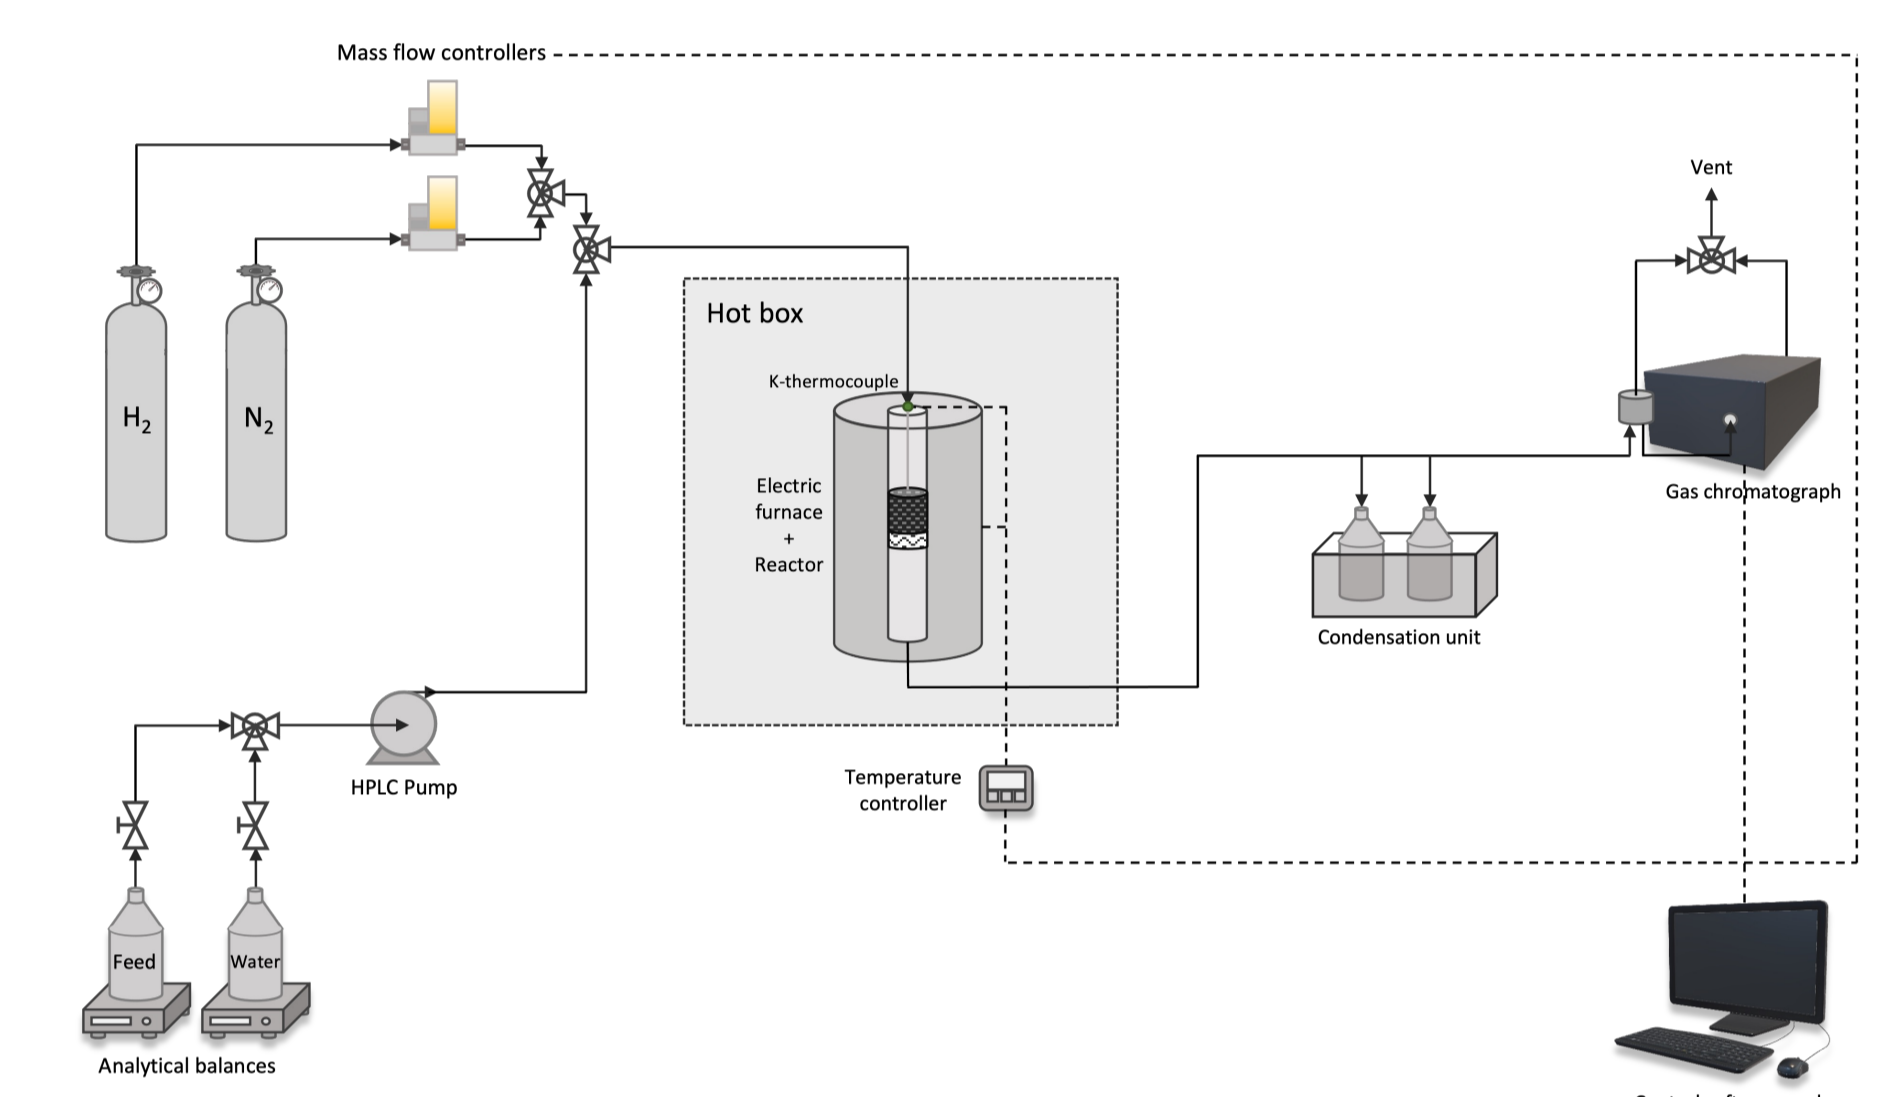 Mass flow controllers
Vent
Hot box
K-thermocouple
H₂
N₂
Electric
furnace
+
Reactor
Gas chromatograph
Condensation unit
HPLC Pump
Temperature
controller
Feed
Water
Analytical balances